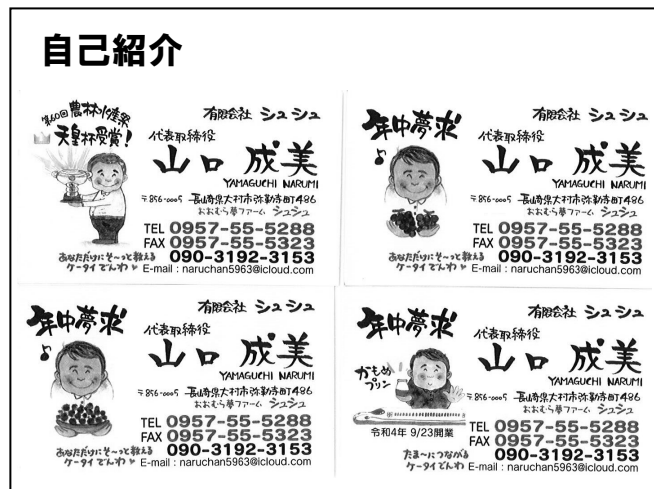 自己紹介
第60回農林水産祭
天皇杯受賞!
有限会社 シュシュ
代表取締役
山口 成美
YAMAGUCHI NARUMI
〒856-0005 長崎県大村市弥勒寺町486
おおむら夢ファーム シュシュ
TEL 0957-55-5288
FAX 0957-55-5323
あなただけにそ〜っと教える
ケータイでんわ 090-3192-3153
E-mail : naruchan5963@icloud.com
年中夢求
有限会社 シュシュ
代表取締役
山口 成美
YAMAGUCHI NARUMI
〒856-0005 長崎県大村市弥勒寺町486
おおむら夢ファーム シュシュ
TEL 0957-55-5288
FAX 0957-55-5323
あなただけにそ〜っと教える
ケータイでんわ 090-3192-3153
E-mail : naruchan5963@icloud.com
年中夢求
有限会社 シュシュ
代表取締役
山口 成美
YAMAGUCHI NARUMI
〒856-0005 長崎県大村市弥勒寺町486
おおむら夢ファーム シュシュ
TEL 0957-55-5288
FAX 0957-55-5323
あなただけにそ〜っと教える
ケータイでんわ 090-3192-3153
E-mail : naruchan5963@icloud.com
年中夢求
有限会社 シュシュ
代表取締役
山口 成美
YAMAGUCHI NARUMI
かもめ
プリン
〒856-0005 長崎県大村市弥勒寺町486
おおむら夢ファーム シュシュ
令和4年 9/23開業
TEL 0957-55-5288
FAX 0957-55-5323
たま〜につながる
ケータイでんわ 090-3192-3153
E-mail : naruchan5963@icloud.com